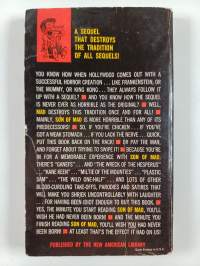 A SEQUEL
THAT DESTROYS
THE TRADITION
OF ALL SEQUELS!
YOU KNOW HOW WHEN HOLLYWOOD COMES OUT WITH A
SUCCESSFUL HORROR CREATION . . . LIKE FRANKENSTEIN, OR
THE MUMMY, OR KING KONG . . . THEY ALWAYS FOLLOW IT
UP WITH A SEQUEL? AND YOU KNOW HOW THE SEQUEL
IS NEVER EVER AS HORRIBLE AS THE ORIGINAL? WELL,
MAD DESTROYS THIS TRADITION ONCE AND FOR ALL!
MAINLY, SON OF MAD IS MORE HORRIBLE THAN ANY OF ITS
PREDECESSORS! SO, IF YOU'RE CHICKEN . . . IF YOU'VE
GOT A WEAK STOMACH . . . IF YOU LACK THE NERVE . . . QUICK,
PUT THIS BOOK BACK ON THE RACK! OR PAY THE MAN,
AND FORGET ABOUT TRYING TO SWIPE IT! BECAUSE YOU'RE
IN FOR A MEMORABLE EXPERIENCE WITH SON OF MAD:
"GANEFS!" AND "THE WRECK OF THE HESPERUS" . . .
"KANE KEEN!" . . . "MILTIE OF THE MOUNTIES" . . . "PLASTIC
SAM" . . . "THE WILD ONE-HALF" . . . AND LOTS OF OTHER
BLOOD-CURDLING TAKE-OFFS, PARODIES AND SATIRES THAT
WILL MAKE YOU SHRIEK UNCONTROLLABLY WITH LAUGHTER
. . . FOR HAVING BEEN IDIOT ENOUGH TO BUY THIS BOOK.
YES, THE MINUTE YOU START READING SON OF MAD, YOU'LL
WISH HE HAD NEVER BEEN BORN! AND THE MINUTE YOU
FINISH READING SON OF MAD, YOU'LL WISH YOU HAD NEVER
BEEN BORN! AT LEAST THAT'S THE EFFECT IT HAD ON US!
PUBLISHED BY THE NEW AMERICAN LIBRARY